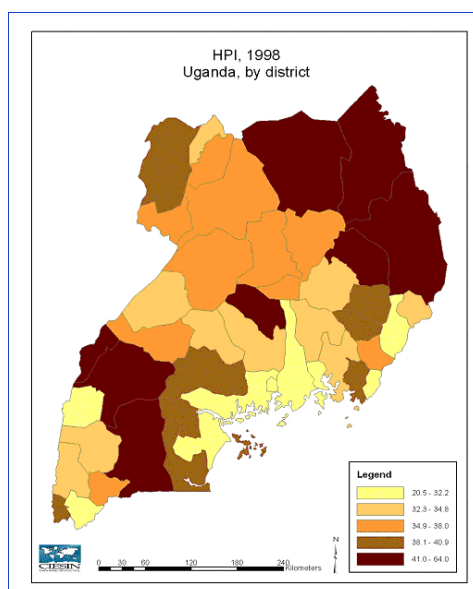 HPI, 1998
Uganda, by district
Legend
20.5 - 32.2
32.3 - 34.8
34.9 - 38.0
38.1 - 40.9
41.0 - 64.0
CIESIN
N
0 30 60 120 180 240
Kilometers